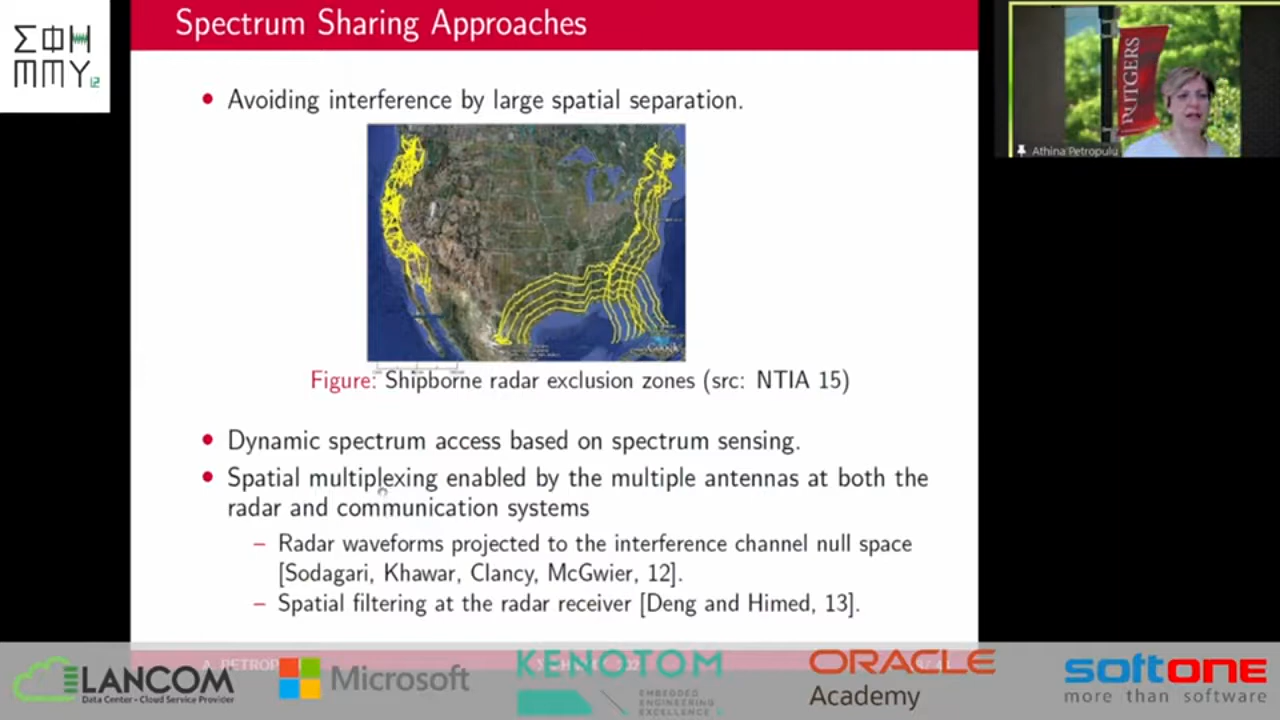 Spectrum Sharing Approaches
ΣΦΗ
ΜΜΥ12
RUTGERS
Athina Petropulu
• Avoiding interference by large spatial separation.
Google
Figure: Shipborne radar exclusion zones (src: NTIA 15)
• Dynamic spectrum access based on spectrum sensing.
• Spatial multiplexing enabled by the multiple antennas at both the
radar and communication systems
– Radar waveforms projected to the interference channel null space
[Sodagari, Khawar, Clancy, McGwier, 12].
– Spatial filtering at the radar receiver [Deng and Himed, 13].
LANCOM
Data Center - Cloud Service Provider
Microsoft
KENOTOM
EMBEDDED
ENGINEERING
EXCELLENCE
ORACLE
Academy
softone
more than software